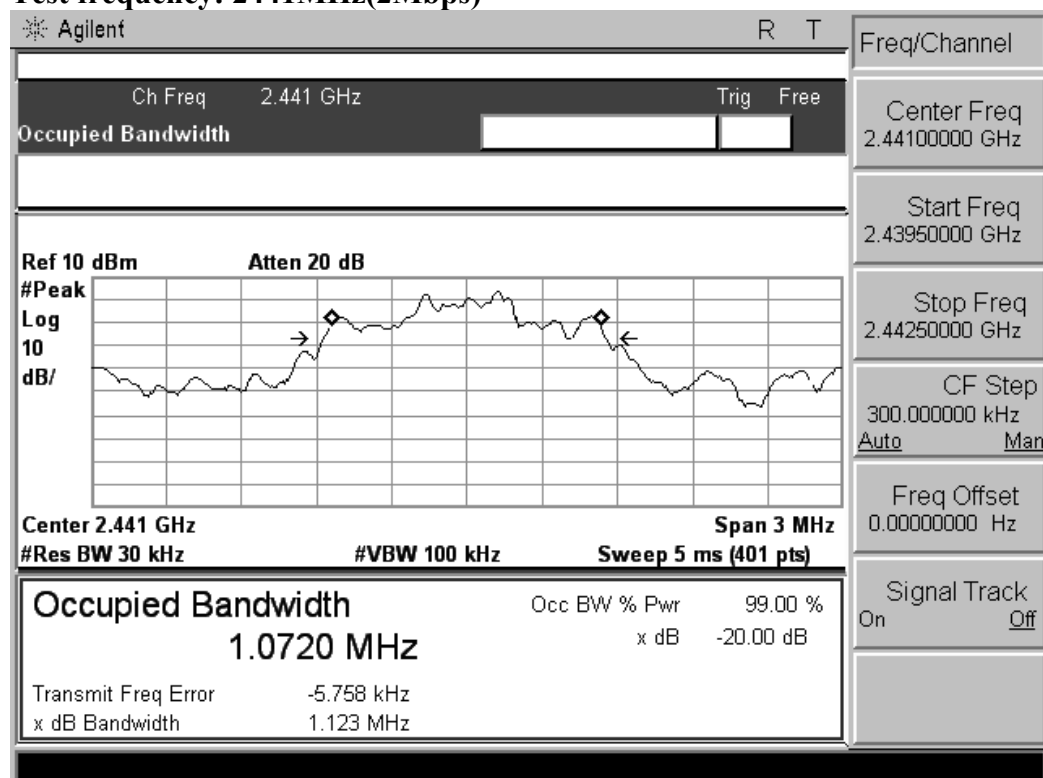 Test frequency: 2441MHz(2Mbps)
Agilent R T
Freq/Channel
Ch Freq 2.441 GHz Trig Free
Occupied Bandwidth
Center Freq
2.44100000 GHz
Start Freq
2.43950000 GHz
Stop Freq
2.44250000 GHz
CF Step
300.000000 kHz
Auto Man
Freq Offset
0.00000000 Hz
Signal Track
On Off
Ref 10 dBm Atten 20 dB
#Peak
Log
10
dB/
Center 2.441 GHz Span 3 MHz
#Res BW 30 kHz #VBW 100 kHz Sweep 5 ms (401 pts)
Occupied Bandwidth
1.0720 MHz
Occ BW % Pwr 99.00 %
x dB -20.00 dB
Transmit Freq Error -5.758 kHz
x dB Bandwidth 1.123 MHz